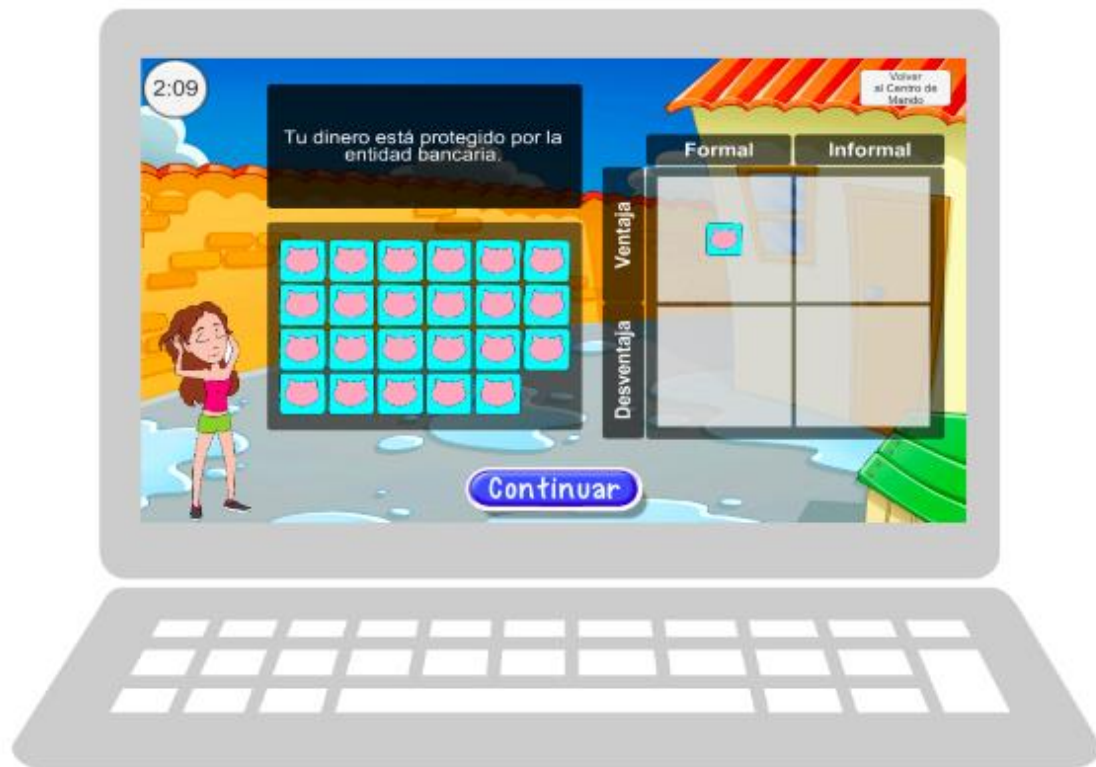 2:09
Tu dinero está protegido por la
entidad bancaria.
Volver
al Centro de
Mando
Formal
Informal
Ventaja
Desventaja
Continuar